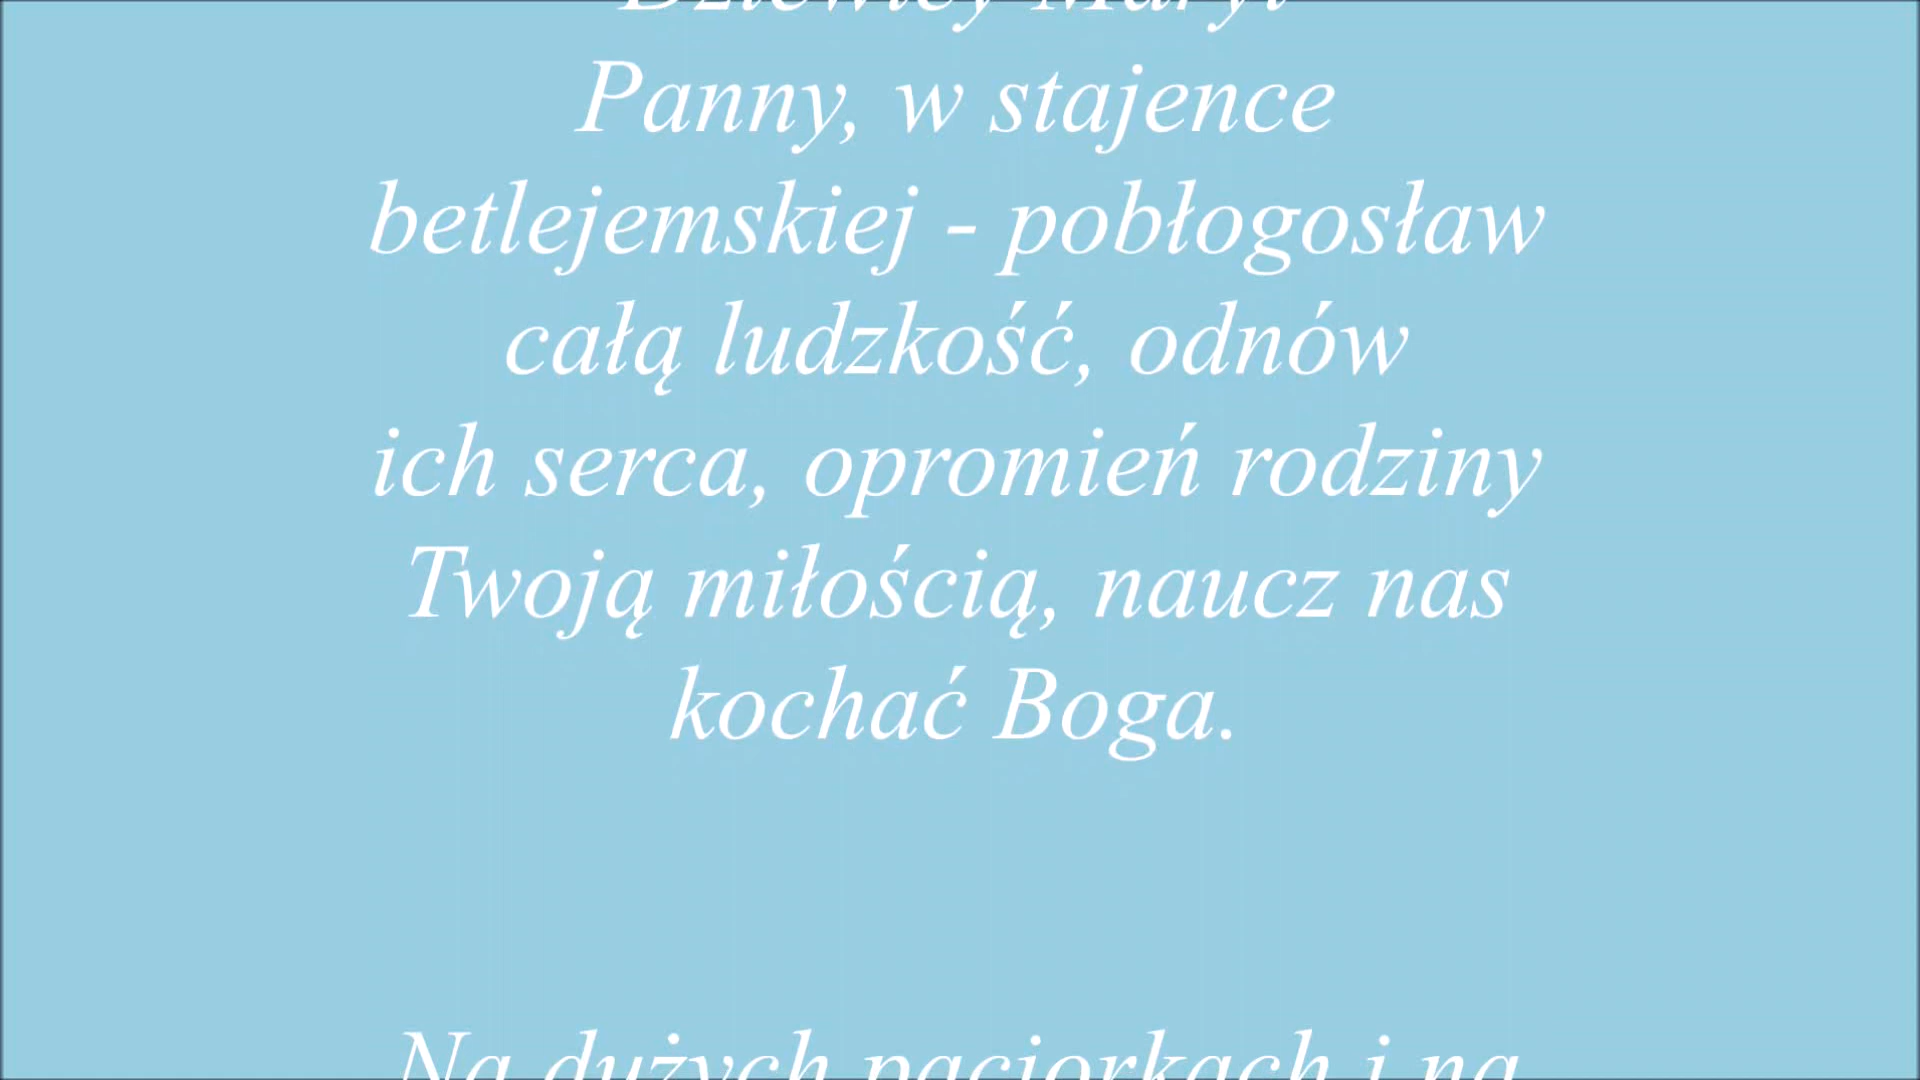 Dziewicy Maryi
Panny, w stajence
betlejemskiej - pobłogosław
całą ludzkość, odnów
ich serca, opromień rodziny
Twoją miłością, naucz nas
kochać Boga.
Na dużych paciorkach i na